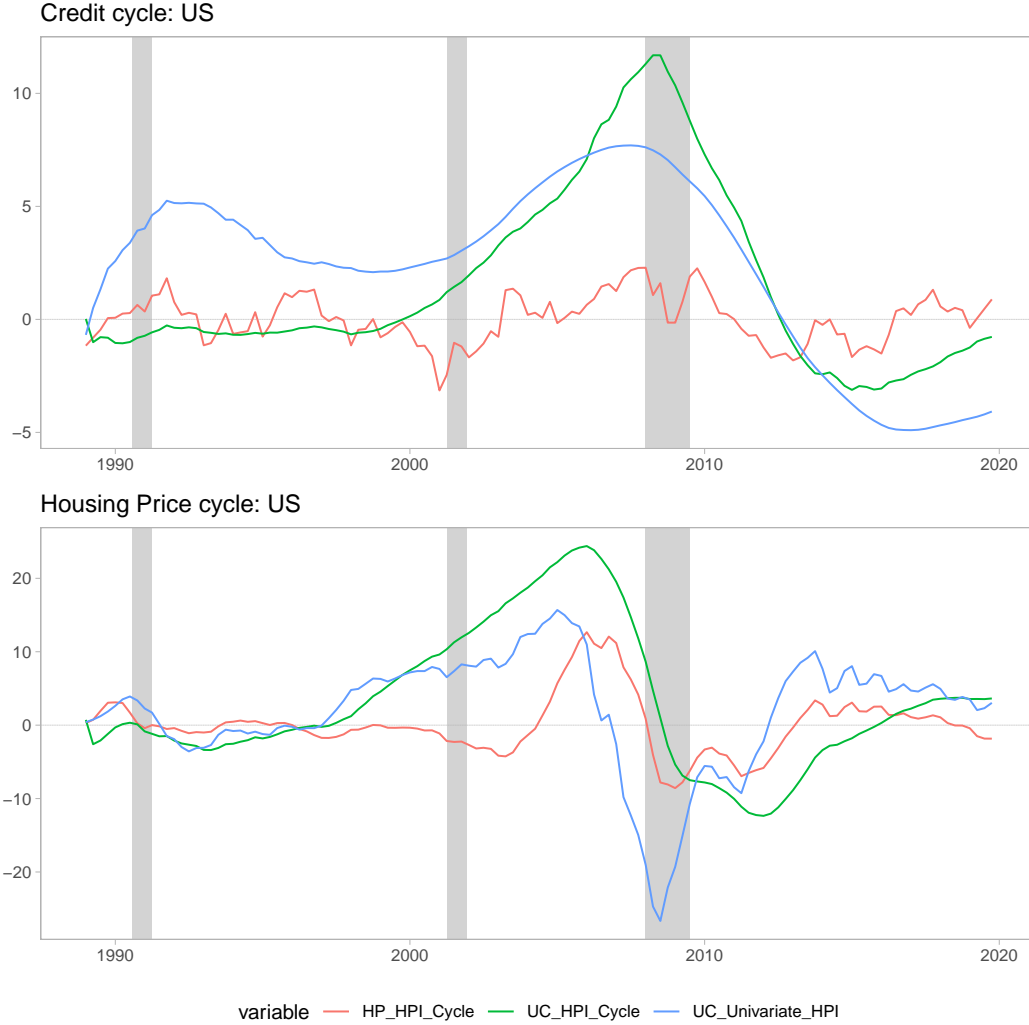 Credit cycle: US
10
5
0
−5
1990 2000 2010 2020
Housing Price cycle: US
20
10
0
−10
−20
1990 2000 2010 2020
variable HP_HPI_Cycle UC_HPI_Cycle UC_Univariate_HPI